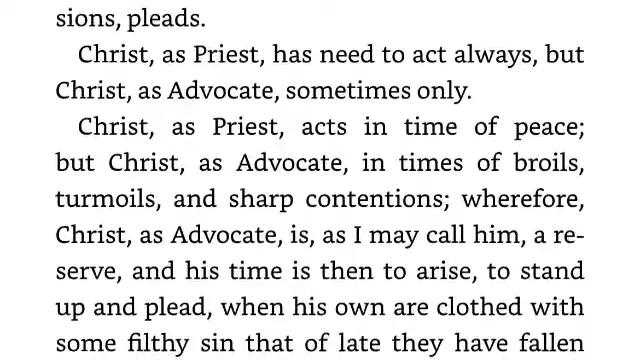 sions, pleads.
Christ, as Priest, has need to act always, but
Christ, as Advocate, sometimes only.
Christ, as Priest, acts in time of peace;
but Christ, as Advocate, in times of broils,
turmoils, and sharp contentions; wherefore,
Christ, as Advocate, is, as I may call him, a re-
serve, and his time is then to arise, to stand
up and plead, when his own are clothed with
some filthy sin that of late they have fallen